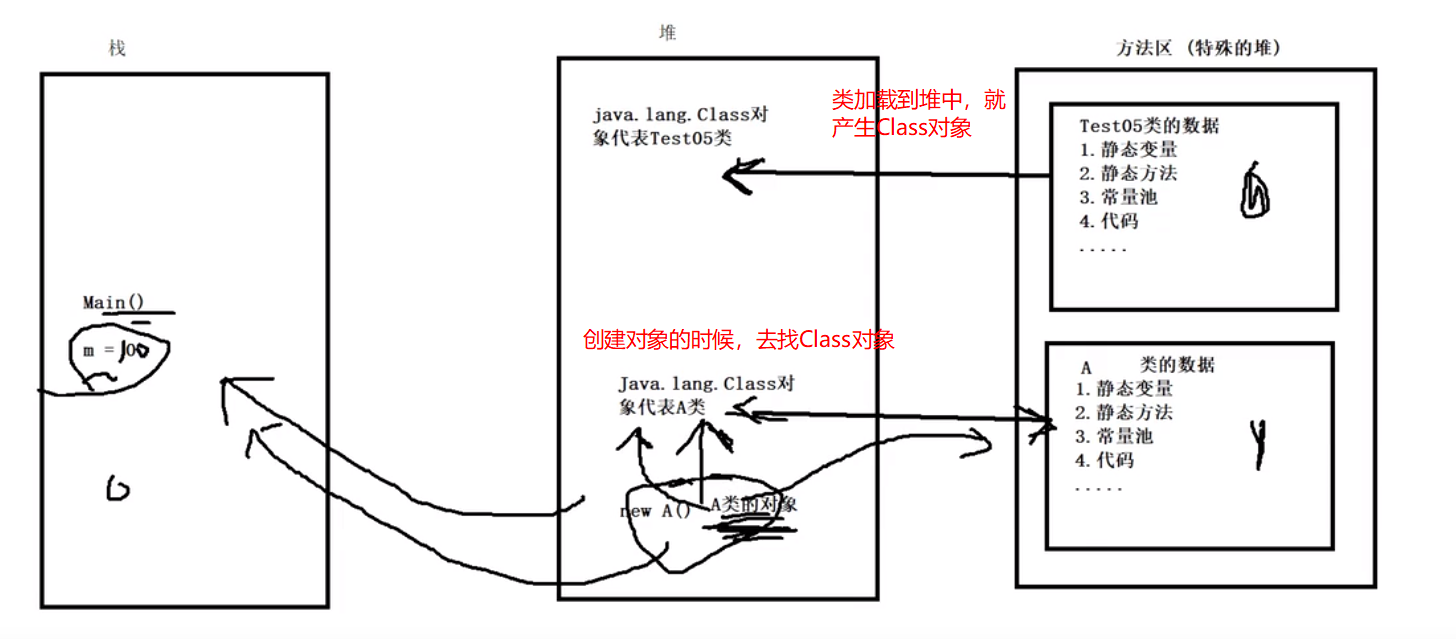 栈
堆
方法区 (特殊的堆)
类加载到堆中，就
产生Class对象
java.lang.Class对
象代表Test05类
Test05类的数据
1.静态变量
2.静态方法
3.常量池
4.代码
.....
Main()
m =100
创建对象的时候，去找Class对象
Java.lang.Class对
象代表A类
new A()
A类的对象
A 类的数据
1.静态变量
2.静态方法
3.常量池
4.代码
.....